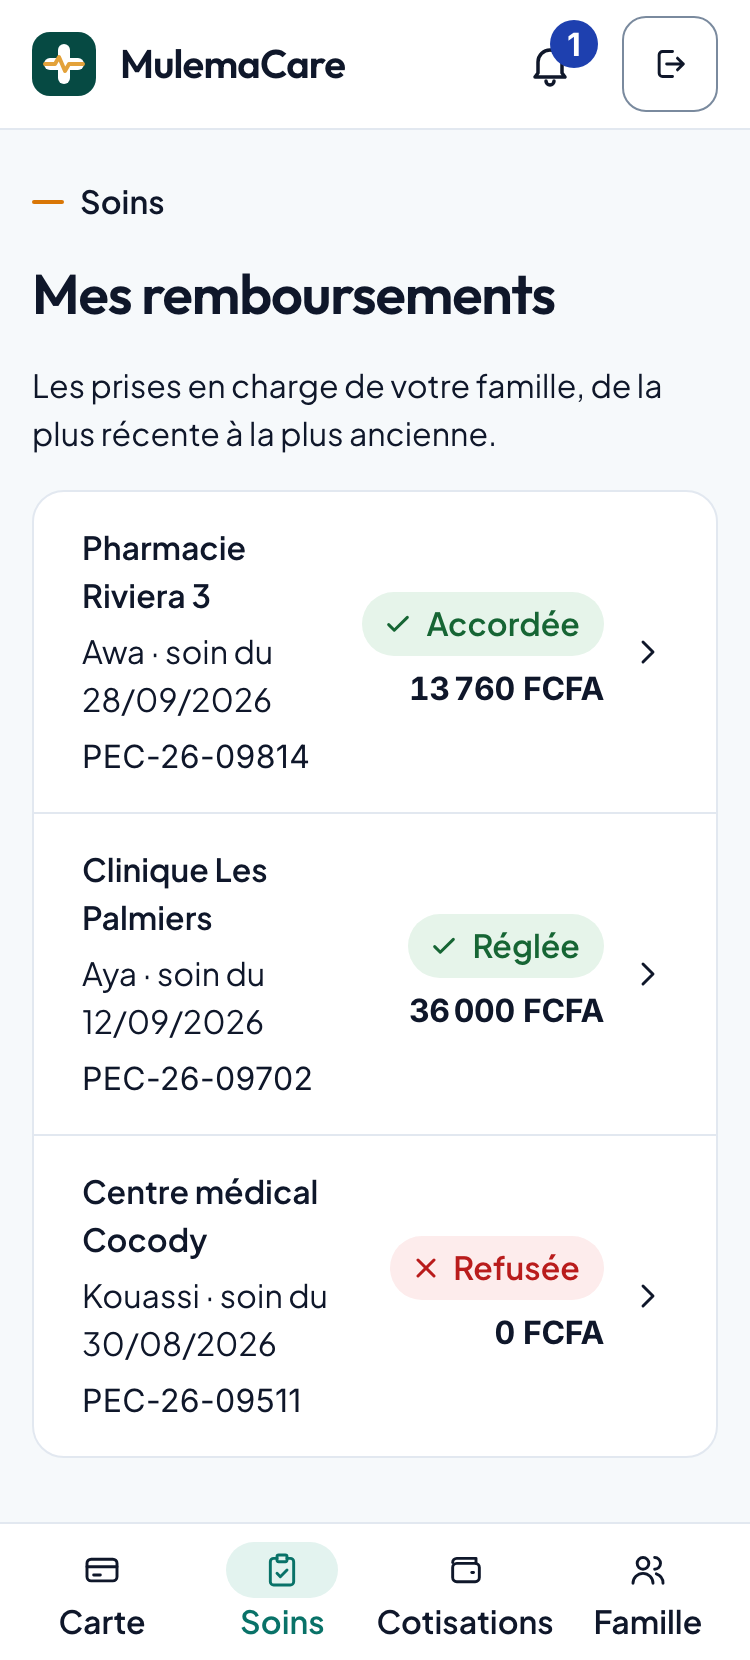 MulemaCare
1
Soins
Mes remboursements
Les prises en charge de votre famille, de la
plus récente à la plus ancienne.
Pharmacie
Riviera 3
Awa · soin du
28/09/2026
PEC-26-09814
Accordée
13 760 FCFA
Clinique Les
Palmiers
Aya · soin du
12/09/2026
PEC-26-09702
Réglée
36 000 FCFA
Centre médical
Cocody
Kouassi · soin du
30/08/2026
PEC-26-09511
Refusée
0 FCFA
Carte
Soins
Cotisations
Famille